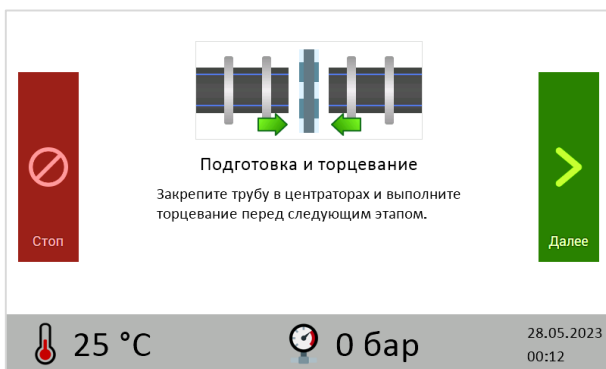 Подготовка и торцевание
Закрепите трубу в центраторах и выполните
торцевание перед следующим этапом.
Стоп
Далее
25 °C
0 бар
28.05.2023
00:12